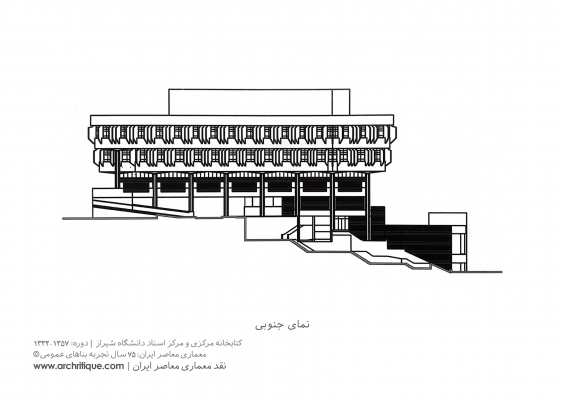 نمای جنوبی
کتابخانه مرکزی و مرکز اسناد دانشگاه شیراز | دوره: ۱۳۵۷-۱۳۳۲
معماری معاصر ایران: ۷۵ سال تجربه بناهای عمومی©
نقد معماری معاصر ایران | www.archritique.com